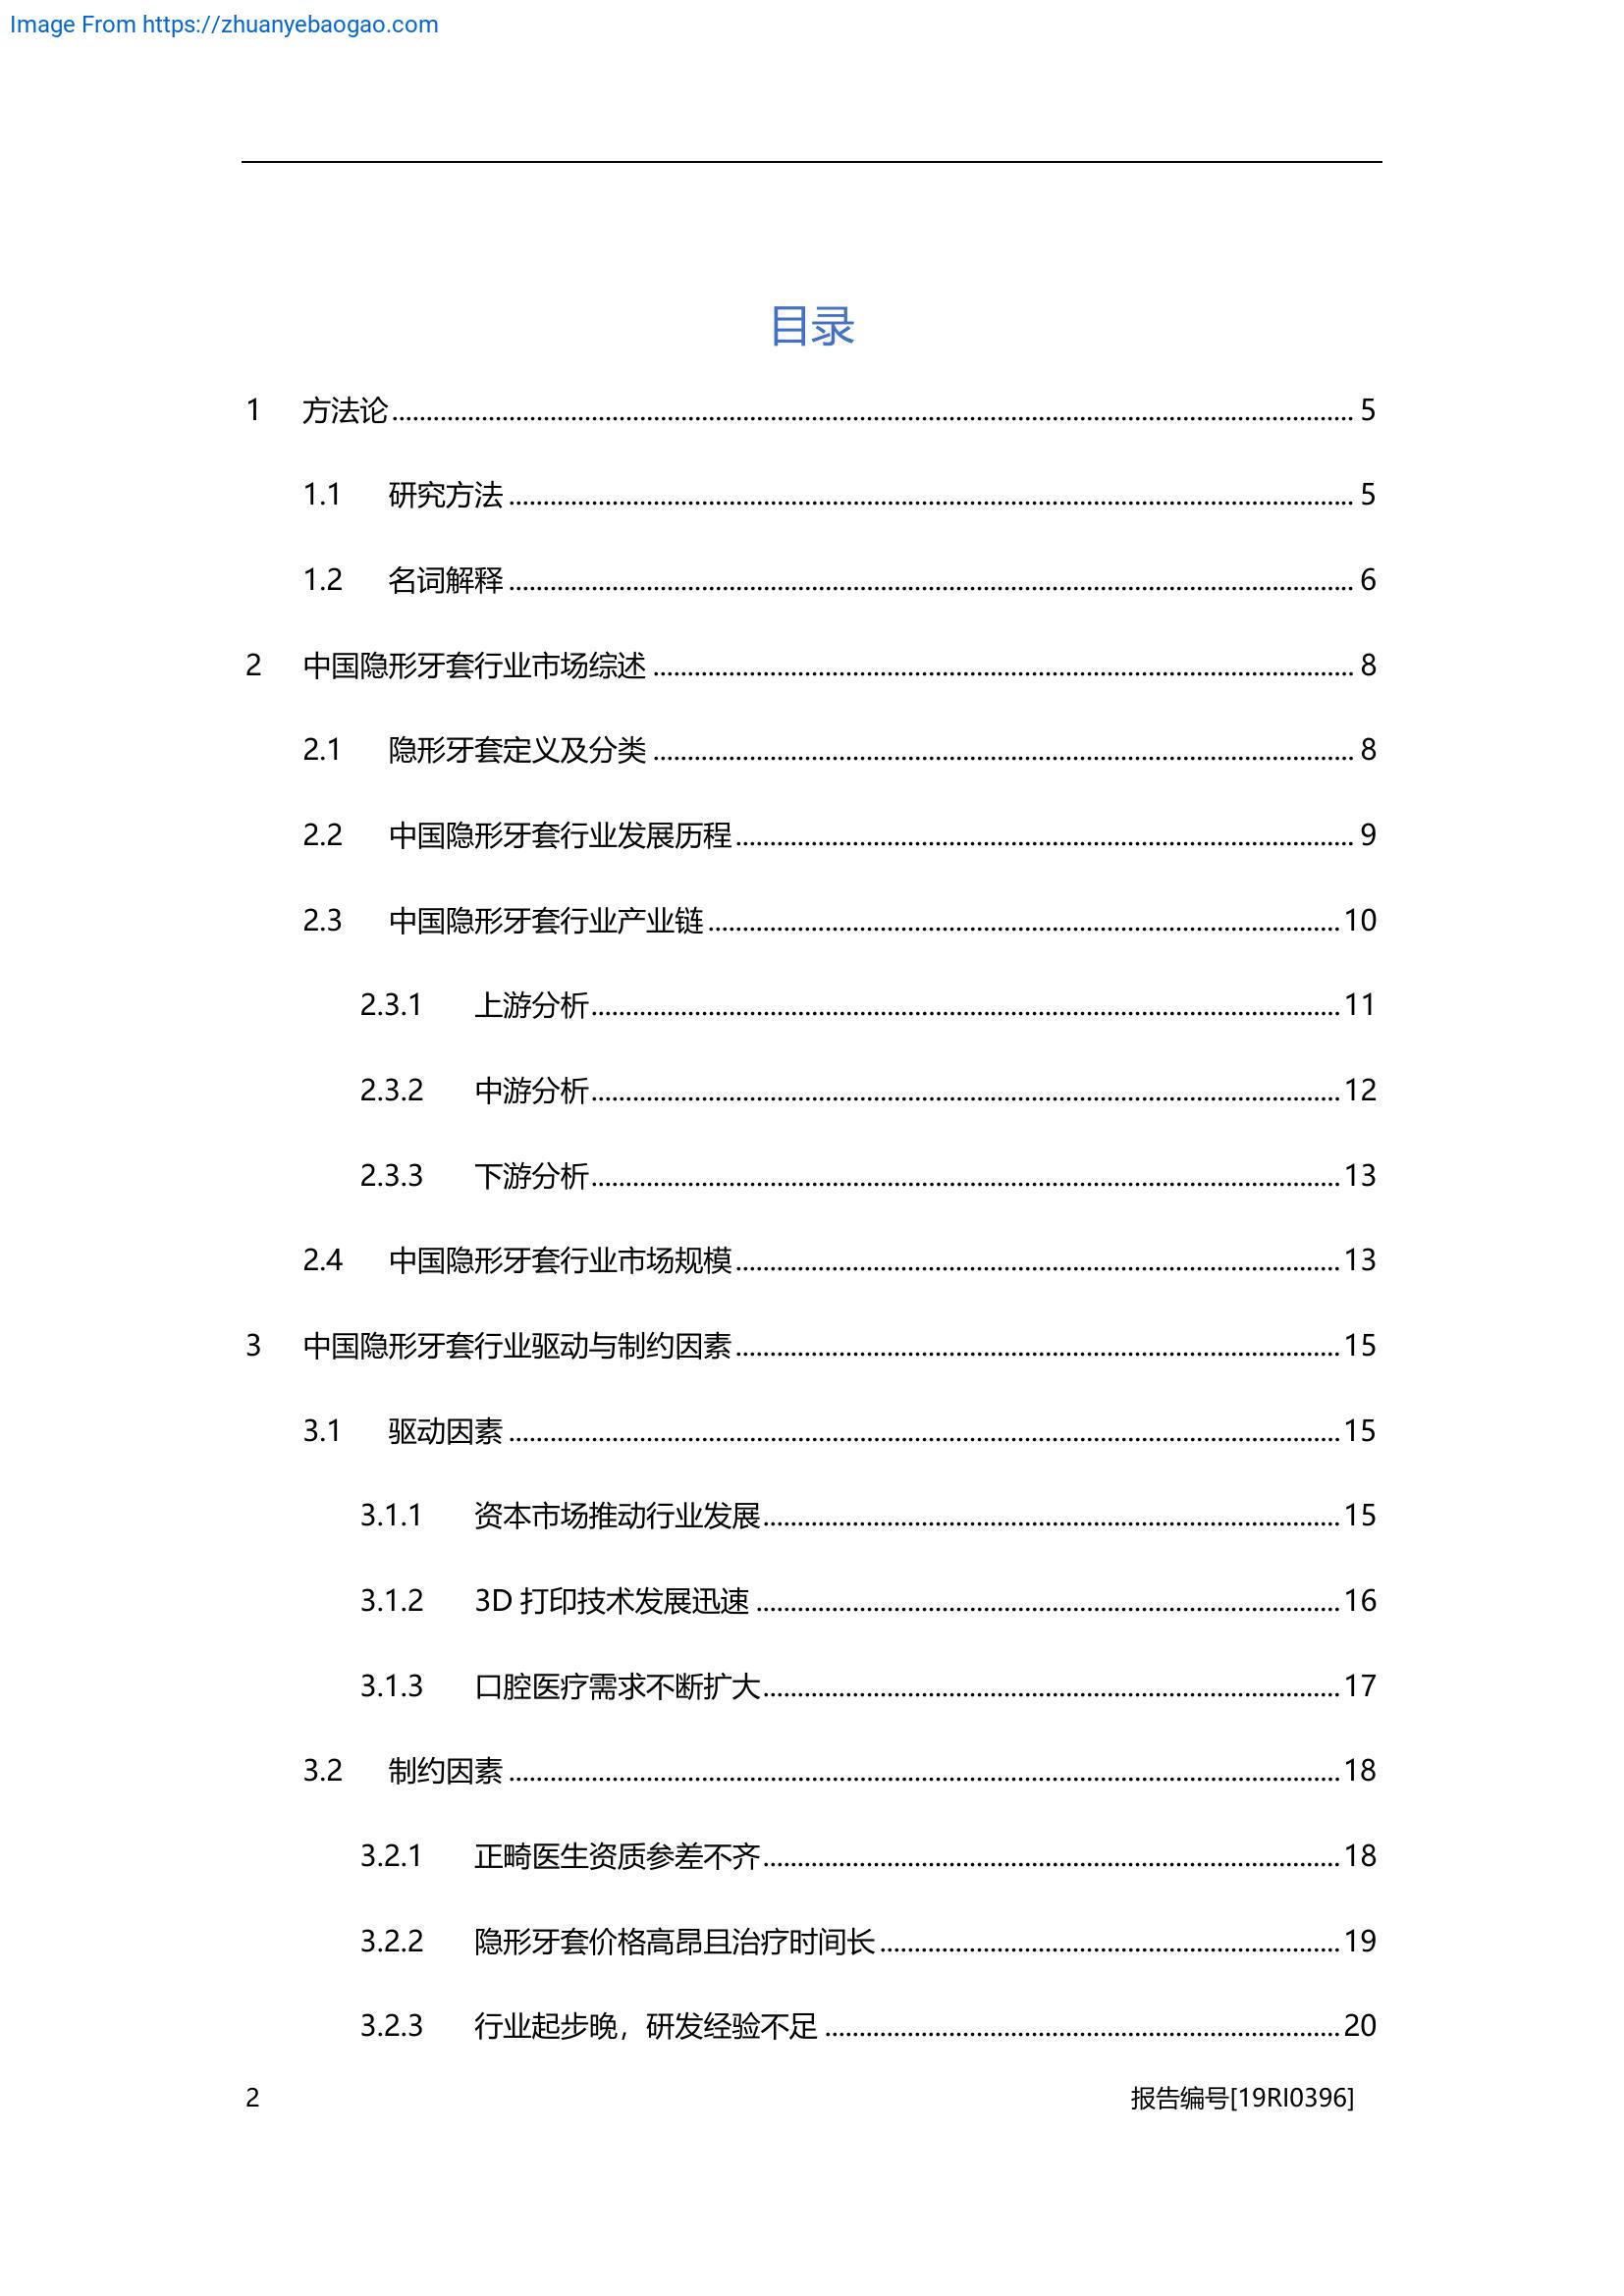 Image From https://zhuanyebaogao.com
目录
1 方法论 5
1.1 研究方法 5
1.2 名词解释 6
2 中国隐形牙套行业市场综述 8
2.1 隐形牙套定义及分类 8
2.2 中国隐形牙套行业发展历程 9
2.3 中国隐形牙套行业产业链 10
2.3.1 上游分析 11
2.3.2 中游分析 12
2.3.3 下游分析 13
2.4 中国隐形牙套行业市场规模 13
3 中国隐形牙套行业驱动与制约因素 15
3.1 驱动因素 15
3.1.1 资本市场推动行业发展 15
3.1.2 3D 打印技术发展迅速 16
3.1.3 口腔医疗需求不断扩大 17
3.2 制约因素 18
3.2.1 正畸医生资质参差不齐 18
3.2.2 隐形牙套价格高昂且治疗时间长 19
3.2.3 行业起步晚，研发经验不足 20
2 报告编号[19RI0396]